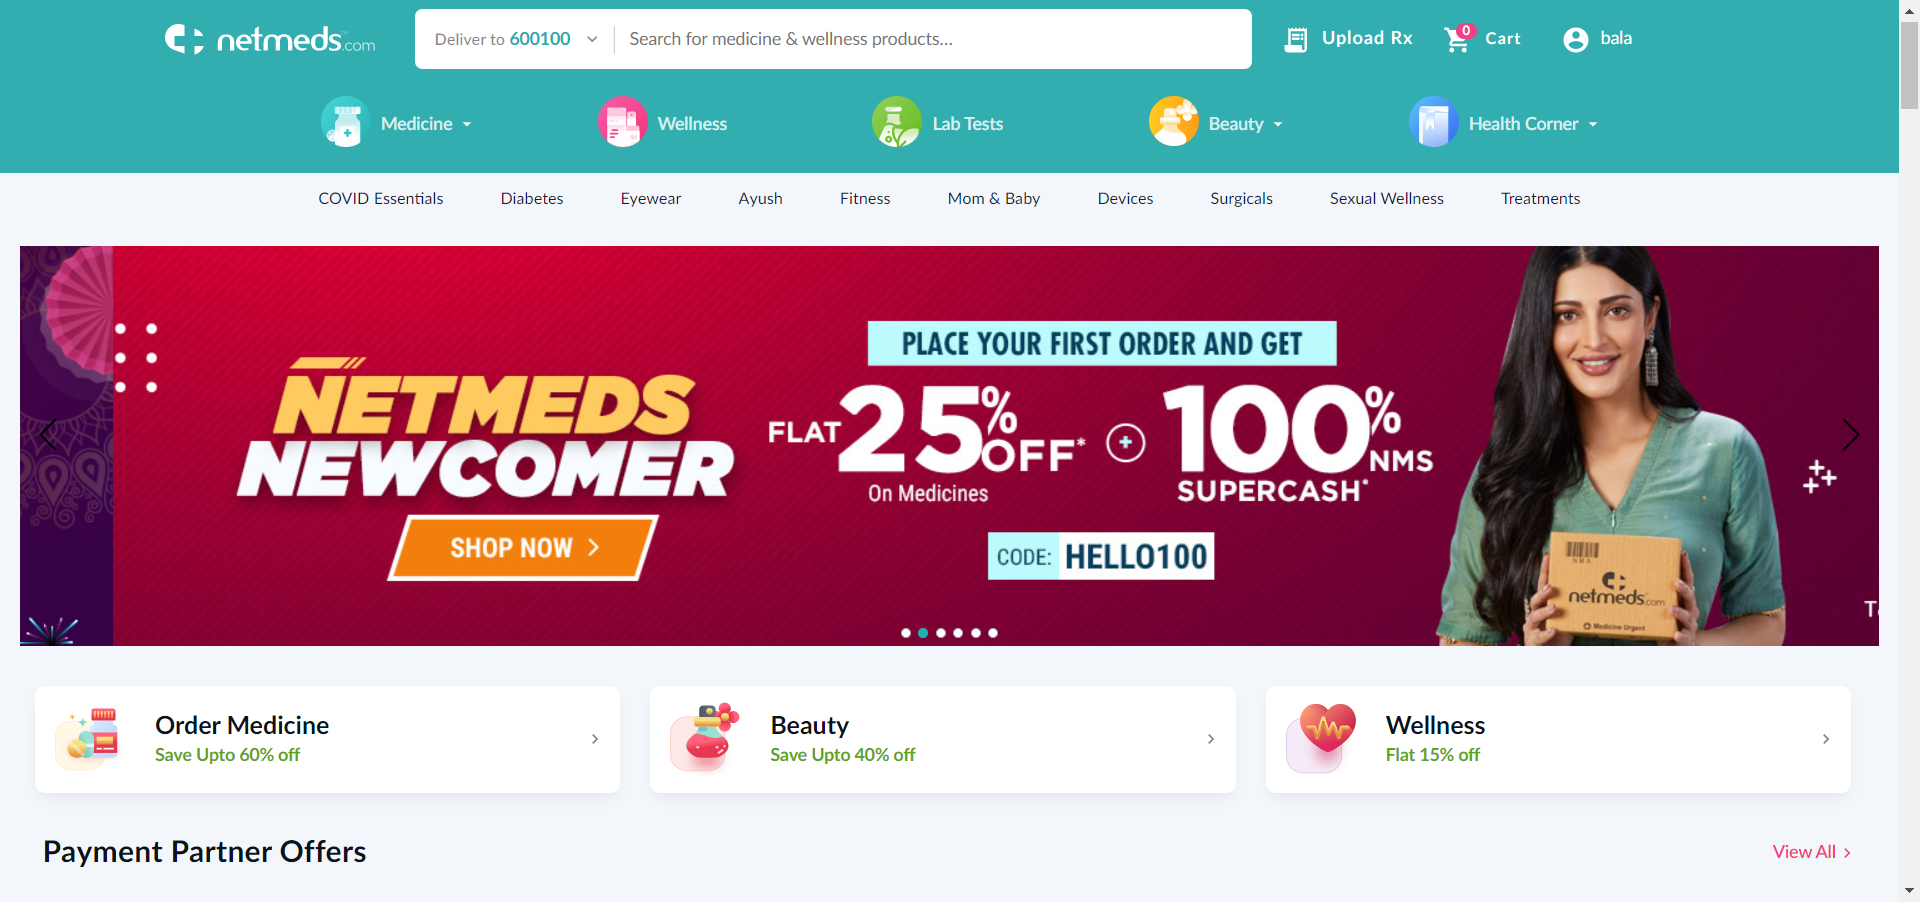 netmeds.com
Deliver to 600100
Search for medicine & wellness products...
Upload Rx
0
Cart
bala
Medicine
Wellness
Lab Tests
Beauty
Health Corner
COVID Essentials
Diabetes
Eyewear
Ayush
Fitness
Mom & Baby
Devices
Surgicals
Sexual Wellness
Treatments
NETMEDS
NEWCOMER
SHOP NOW
PLACE YOUR FIRST ORDER AND GET
FLAT 25% OFF* + 100% NMS
On Medicines
SUPERCASH*
CODE: HELLO100
NMA
netmeds.com
Medicine Urgent
Order Medicine
Save Upto 60% off
Beauty
Save Upto 40% off
Wellness
Flat 15% off
Payment Partner Offers
View All